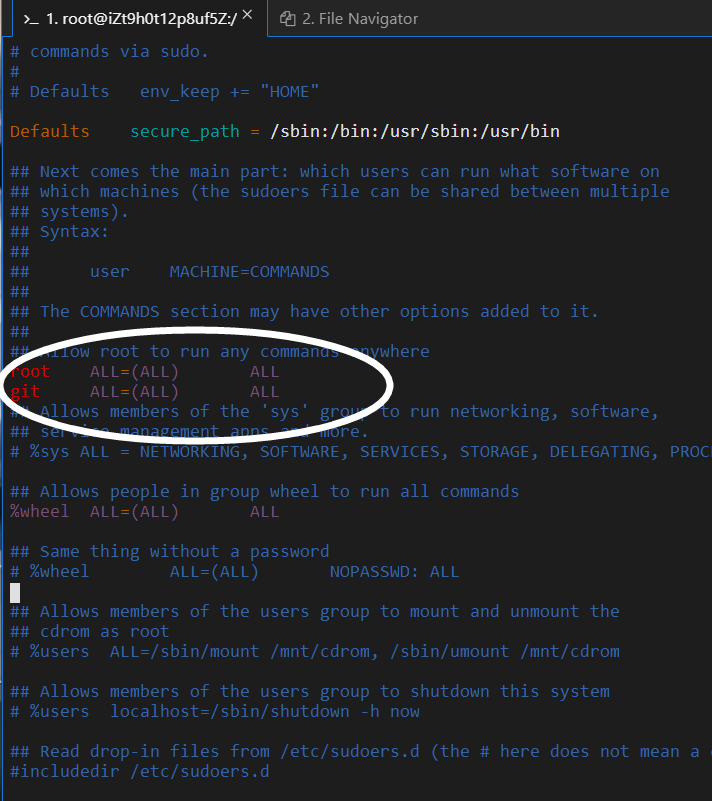 1. root@iZt9h0t12p8uf5Z:/
2. File Navigator
# commands via sudo.
#
# Defaults   env_keep += "HOME"
Defaults    secure_path = /sbin:/bin:/usr/sbin:/usr/bin
## Next comes the main part: which users can run what software on
## which machines (the sudoers file can be shared between multiple
## systems).
## Syntax:
##
##      user    MACHINE=COMMANDS
##
## The COMMANDS section may have other options added to it.
##
## Allow root to run any commands anywhere
root    ALL=(ALL)       ALL
git     ALL=(ALL)       ALL
## Allows members of the 'sys' group to run networking, software,
## service management apps and more.
# %sys ALL = NETWORKING, SOFTWARE, SERVICES, STORAGE, DELEGATING, PROC
## Allows people in group wheel to run all commands
%wheel  ALL=(ALL)       ALL
## Same thing without a password
# %wheel        ALL=(ALL)       NOPASSWD: ALL
## Allows members of the users group to mount and unmount the
## cdrom as root
# %users  ALL=/sbin/mount /mnt/cdrom, /sbin/umount /mnt/cdrom
## Allows members of the users group to shutdown this system
# %users  localhost=/sbin/shutdown -h now
## Read drop-in files from /etc/sudoers.d (the # here does not mean a
#includedir /etc/sudoers.d